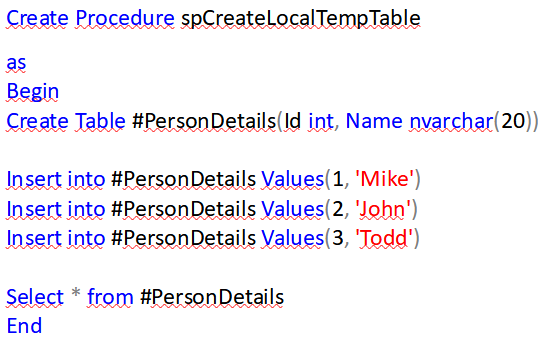 Create Procedure spCreateLocalTempTable
as
Begin
Create Table #PersonDetails(Id int, Name nvarchar(20))
Insert into #PersonDetails Values(1, 'Mike')
Insert into #PersonDetails Values(2, 'John')
Insert into #PersonDetails Values(3, 'Todd')
Select * from #PersonDetails
End